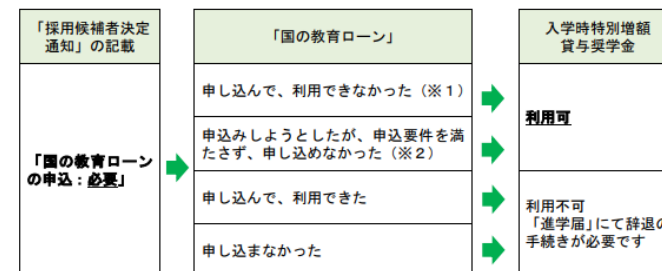 「採用候補者決定
通知」の記載
「国の教育ローン」
入学時特別増額
貸与奨学金
「国の教育ローン
の申込：必要」
申し込んで、利用できなかった（※１）
申込みしようとしたが、申込要件を満
たさず、申し込めなかった（※２）
申し込んで、利用できた
申し込まなかった
利用可
利用不可
「進学届」にて辞退の
手続きが必要です